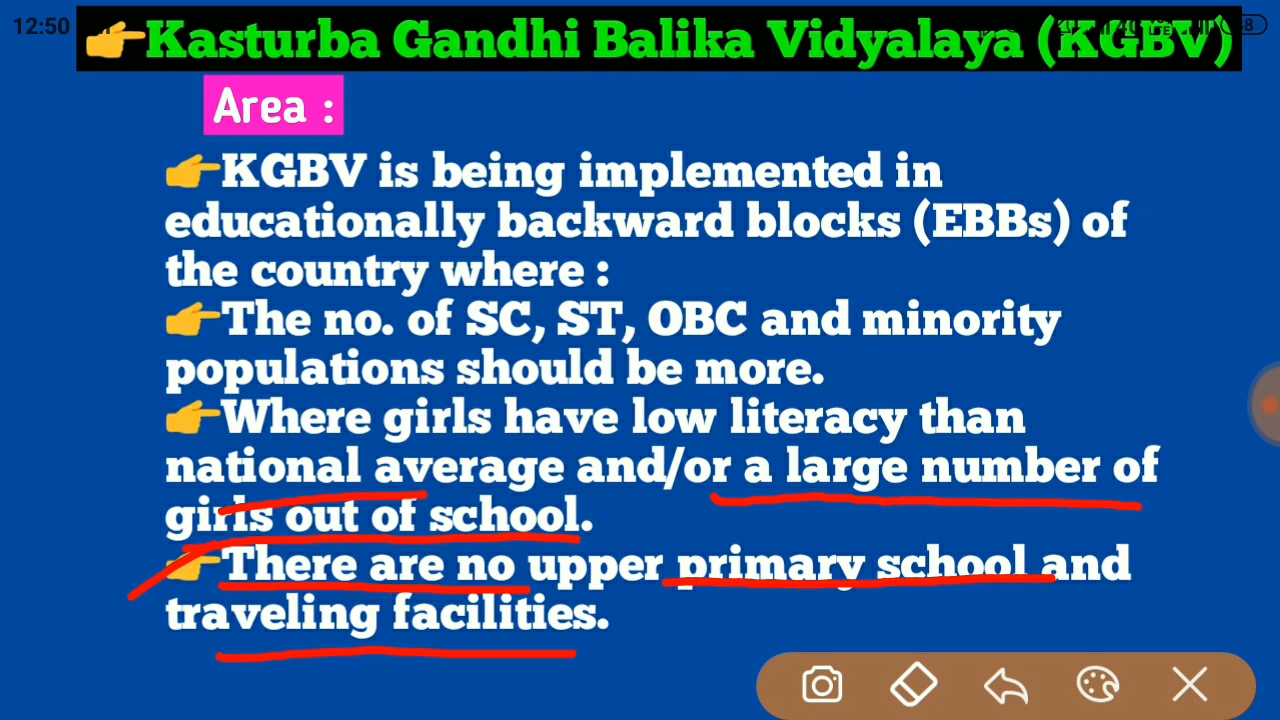 12:50
👉Kasturba Gandhi Balika Vidyalaya (KGBV)
Area :
👉KGBV is being implemented in
educationally backward blocks (EBBs) of
the country where :
👉The no. of SC, ST, OBC and minority
populations should be more.
👉Where girls have low literacy than
national average and/or a large number of
girls out of school.
👉There are no upper primary school and
traveling facilities.